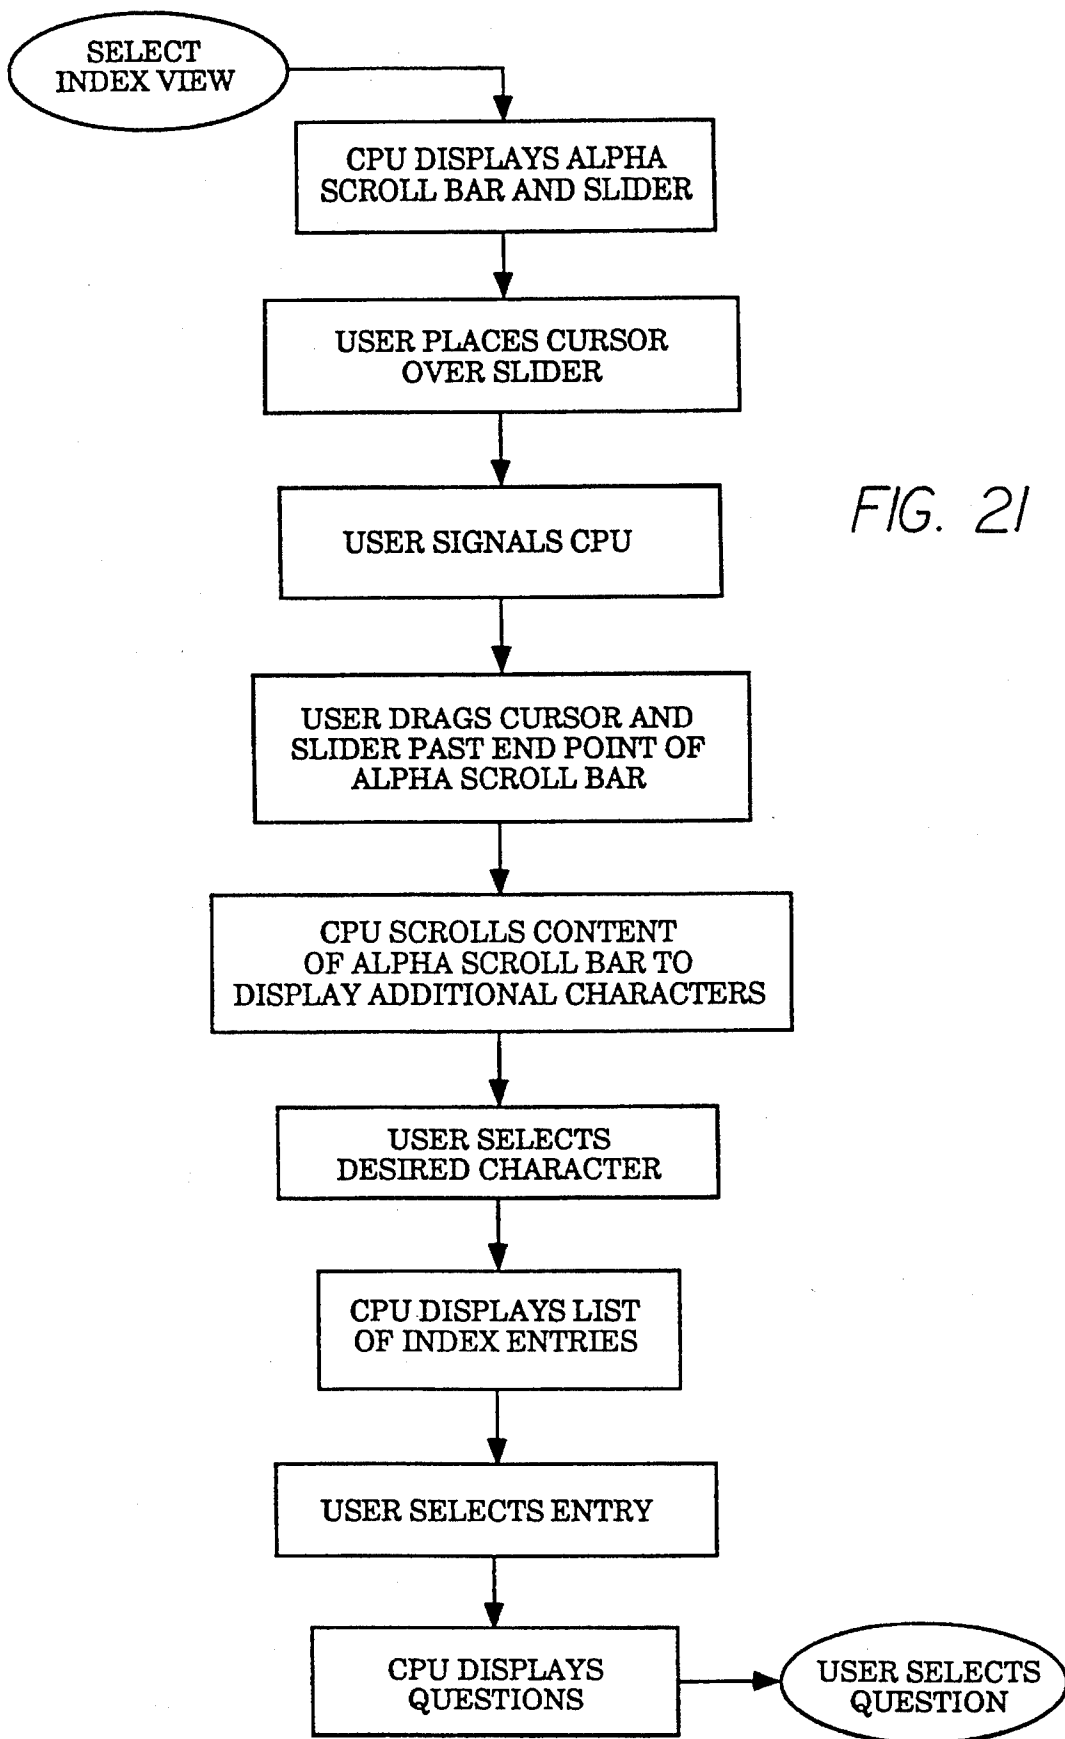 SELECT
INDEX VIEW
CPU DISPLAYS ALPHA
SCROLL BAR AND SLIDER
USER PLACES CURSOR
OVER SLIDER
USER SIGNALS CPU
FIG. 21
USER DRAGS CURSOR AND
SLIDER PAST END POINT OF
ALPHA SCROLL BAR
CPU SCROLLS CONTENT
OF ALPHA SCROLL BAR TO
DISPLAY ADDITIONAL CHARACTERS
USER SELECTS
DESIRED CHARACTER
CPU DISPLAYS LIST
OF INDEX ENTRIES
USER SELECTS ENTRY
CPU DISPLAYS
QUESTIONS
USER SELECTS
QUESTION